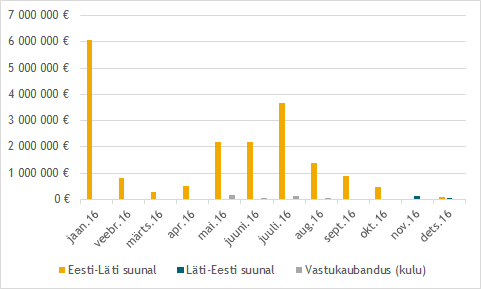 7 000 000 €
6 000 000 €
5 000 000 €
4 000 000 €
3 000 000 €
2 000 000 €
1 000 000 €
0 €
jaan.16
veebr.16
märts.16
apr.16
mai.16
juuni.16
juuli.16
aug.16
sept.16
okt.16
nov.16
dets.16
Eesti-Läti suunal
Läti-Eesti suunal
Vastukaubandus (kulu)